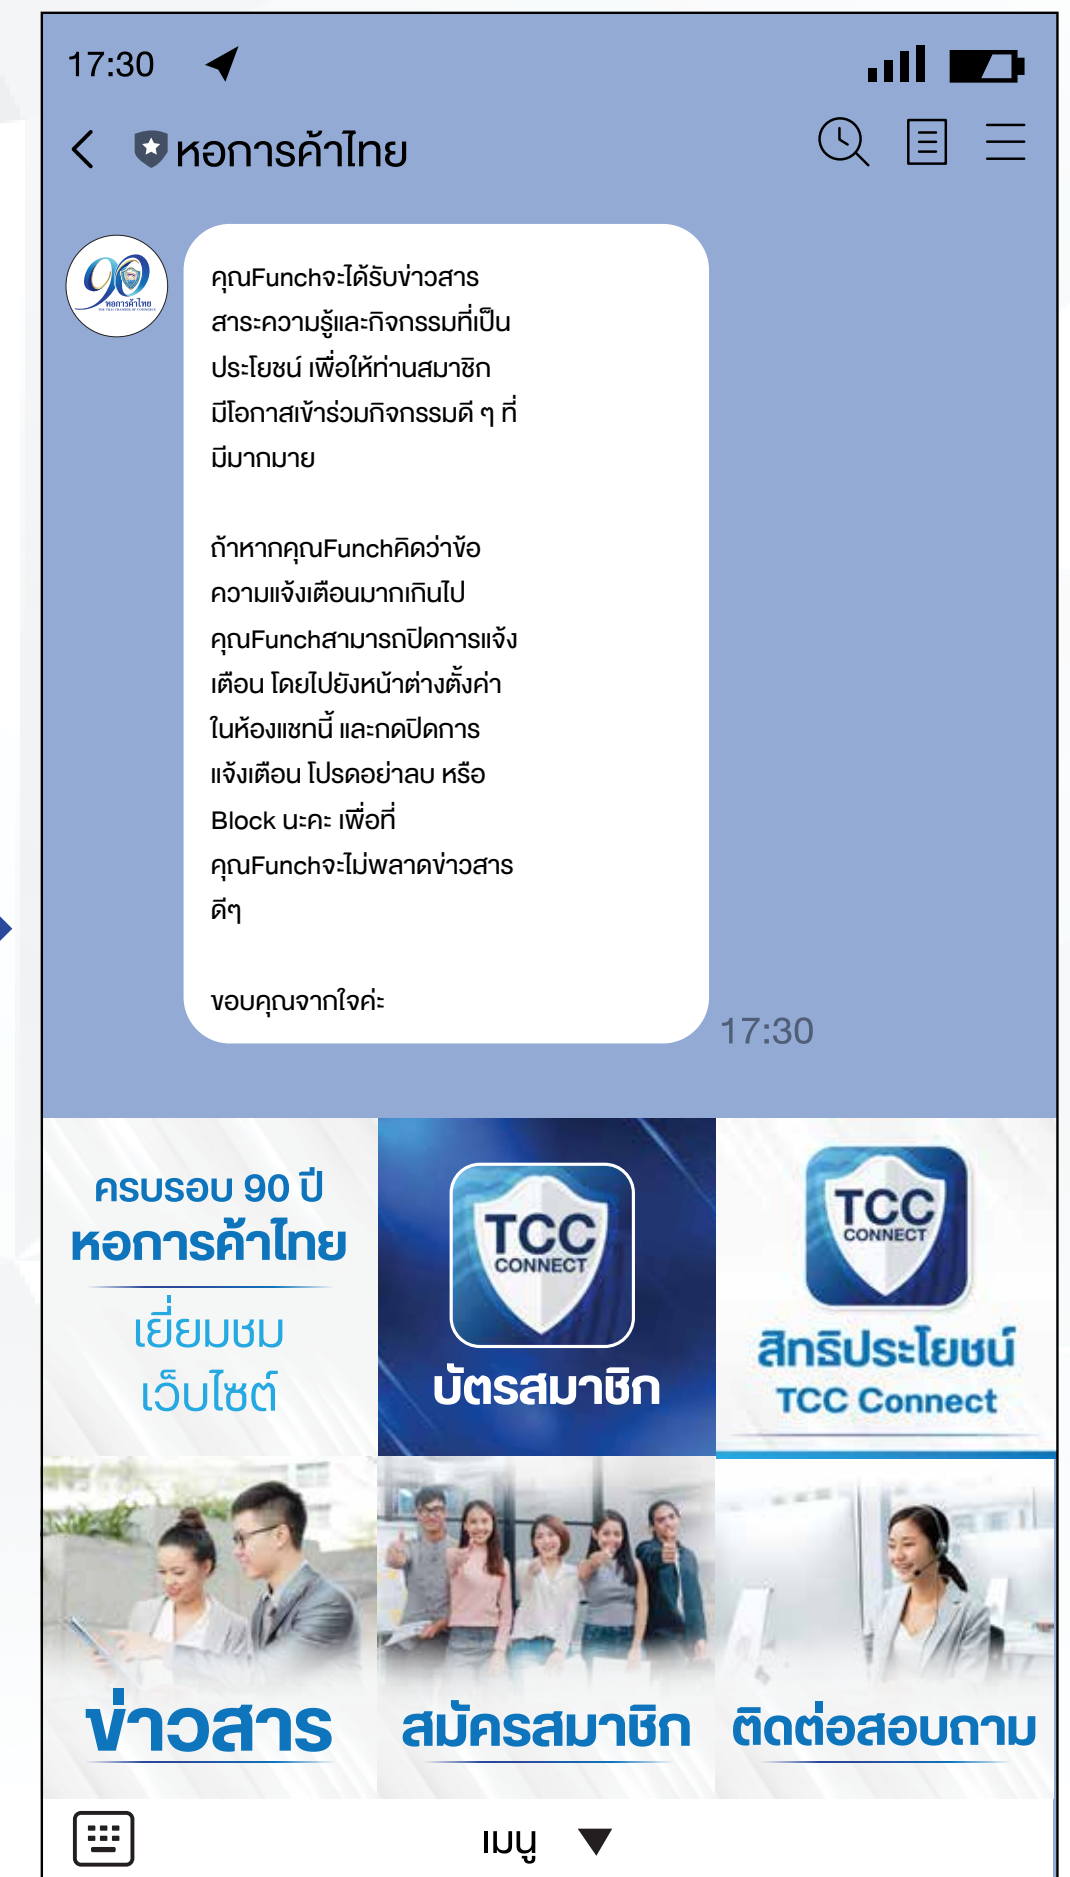 17:30
หอการค้าไทย
90
หอการค้าไทย
คุณFunchจะได้รับข่าวสาร
สาระความรู้และกิจกรรมที่เป็น
ประโยชน์ เพื่อให้ท่านสมาชิก
มีโอกาสเข้าร่วมกิจกรรมดี ๆ ที่
มีมากมาย
ถ้าหากคุณFunchคิดว่าข้อ
ความแจ้งเตือนมากเกินไป
คุณFunchสามารถปิดการแจ้ง
เตือน โดยไปยังหน้าต่างตั้งค่า
ในห้องแชทนี้ และกดปิดการ
แจ้งเตือน โปรดอย่าลบ หรือ
Block นะคะ เพื่อที่
คุณFunchจะไม่พลาดข่าวสาร
ดีๆ
ขอบคุณจากใจค่ะ
17:30
ครบรอบ 90 ปี
หอการค้าไทย
เยี่ยมชม
เว็บไซต์
TCC
CONNECT
บัตรสมาชิก
TCC
CONNECT
สิทธิประโยชน์
TCC Connect
ข่าวสาร
สมัครสมาชิก
ติดต่อสอบถาม
เมนู